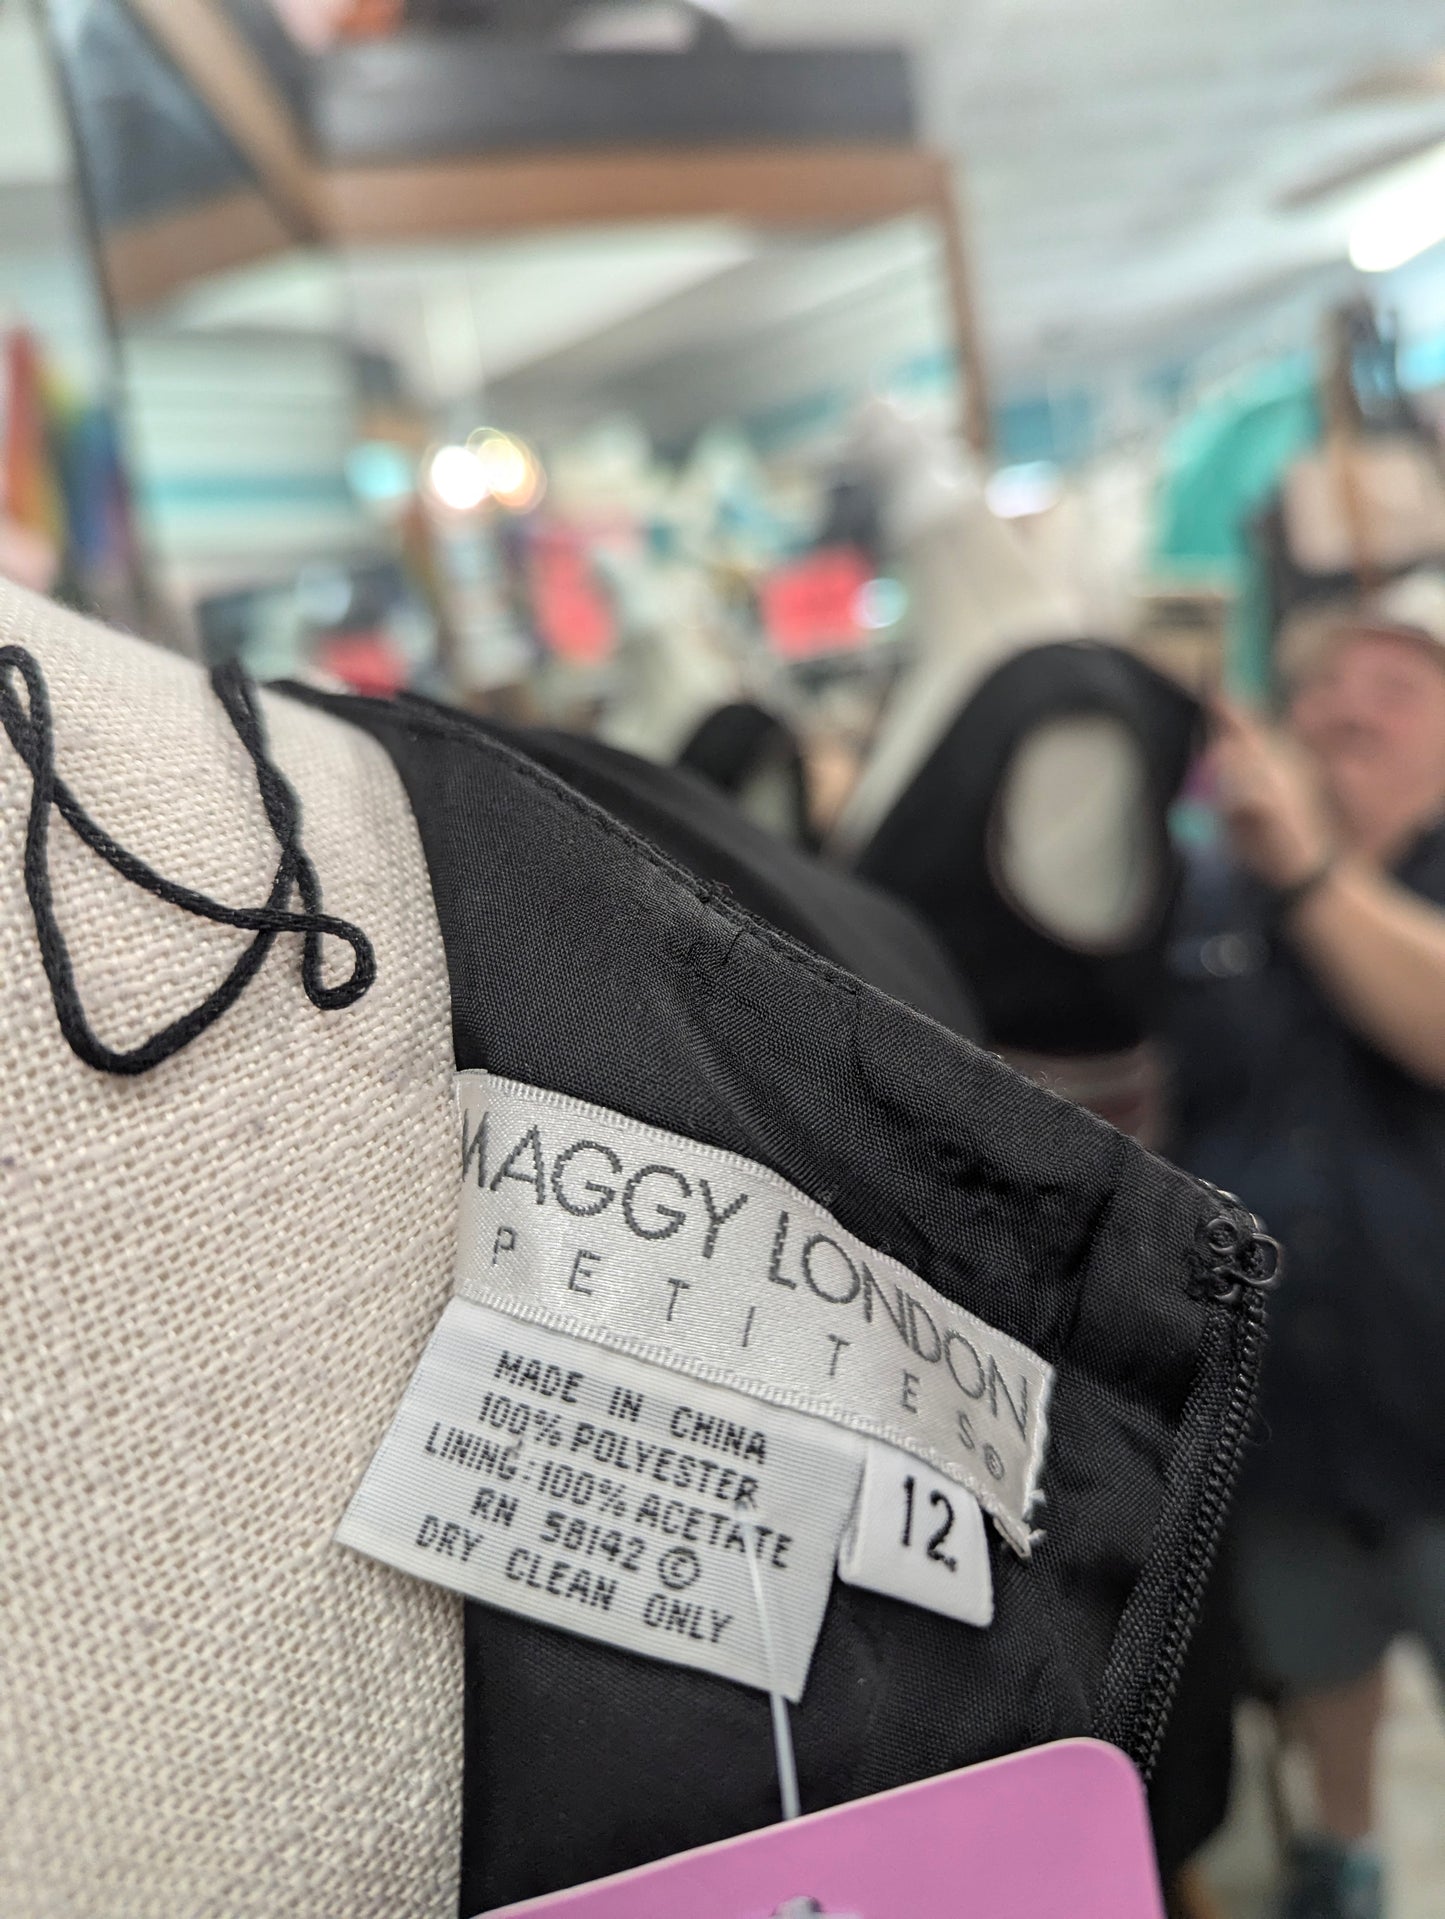 MAGGY LONDON
PETITES©
MADE IN CHINA
100% POLYESTER
LINING:100% ACETATE
RN 58142 ©
DRY CLEAN ONLY
12